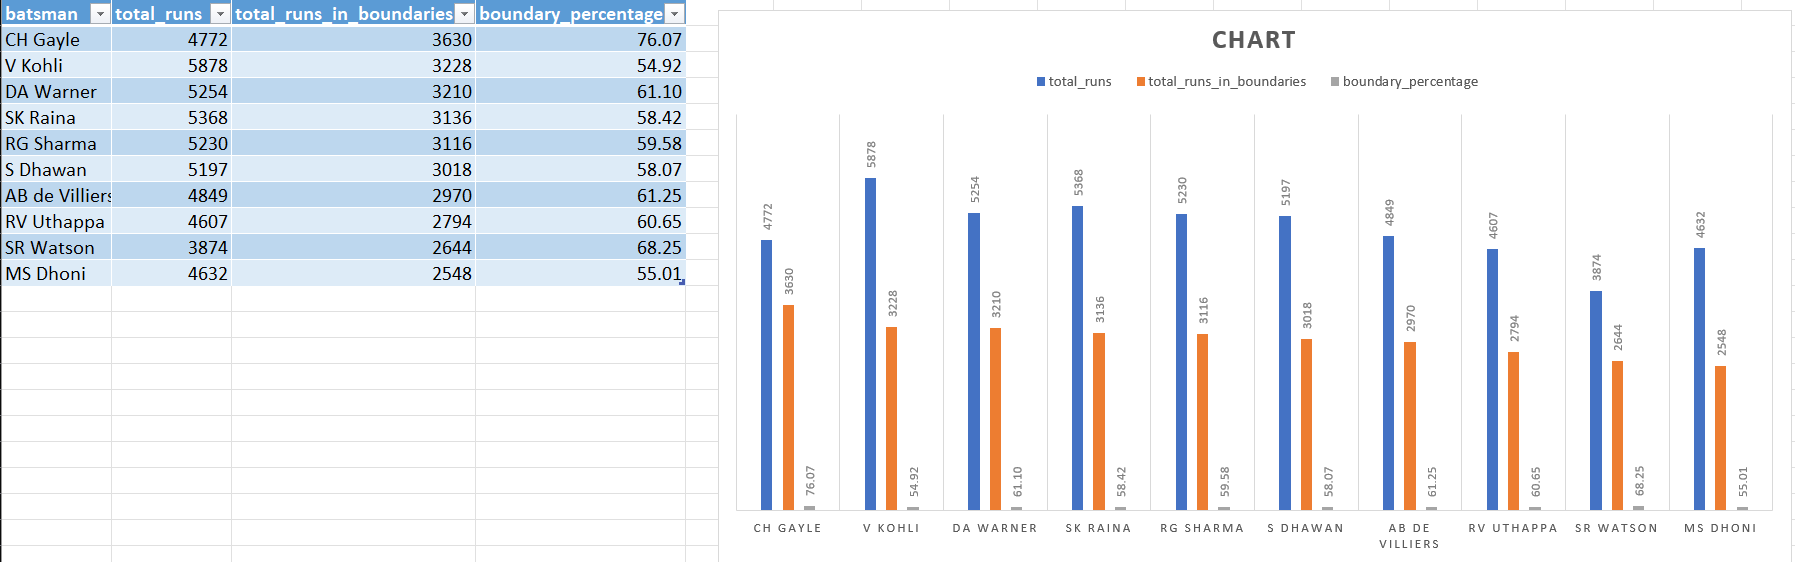 batsman total_runs total_runs_in_boundaries boundary_percentage
CH Gayle 4772 3630 76.07
V Kohli 5878 3228 54.92
DA Warner 5254 3210 61.10
SK Raina 5368 3136 58.42
RG Sharma 5230 3116 59.58
S Dhawan 5197 3018 58.07
AB de Villiers 4849 2970 61.25
RV Uthappa 4607 2794 60.65
SR Watson 3874 2644 68.25
MS Dhoni 4632 2548 55.01
CHART
total_runs total_runs_in_boundaries boundary_percentage
4772 3630 76.07
5878 3228 54.92
5254 3210 61.10
5368 3136 58.42
5230 3116 59.58
5197 3018 58.07
4849 2970 61.25
4607 2794 60.65
3874 2644 68.25
4632 2548 55.01
CH GAYLE V KOHLI DA WARNER SK RAINA RG SHARMA S DHAWAN AB DE VILLIERS RV UTHAPPA SR WATSON MS DHONI